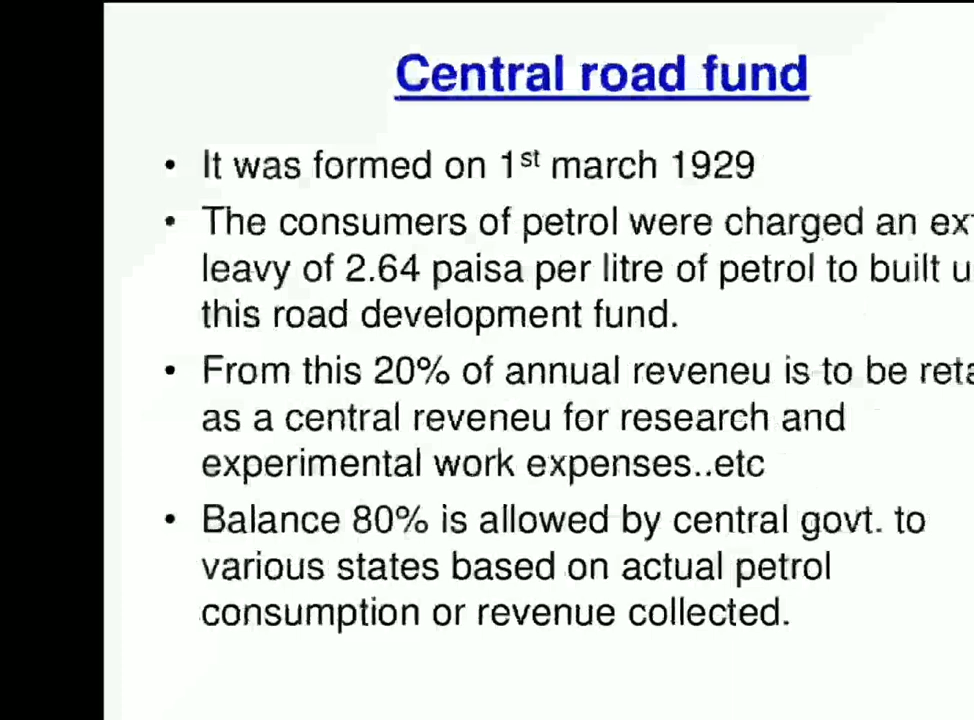 Central road fund
• It was formed on 1st march 1929
• The consumers of petrol were charged an
leavy of 2.64 paisa per litre of petrol to built
this road development fund.
• From this 20% of annual reveneu is to be
as a central reveneu for research and
experimental work expenses..etc
• Balance 80% is allowed by central govt. to
various states based on actual petrol
consumption or revenue collected.